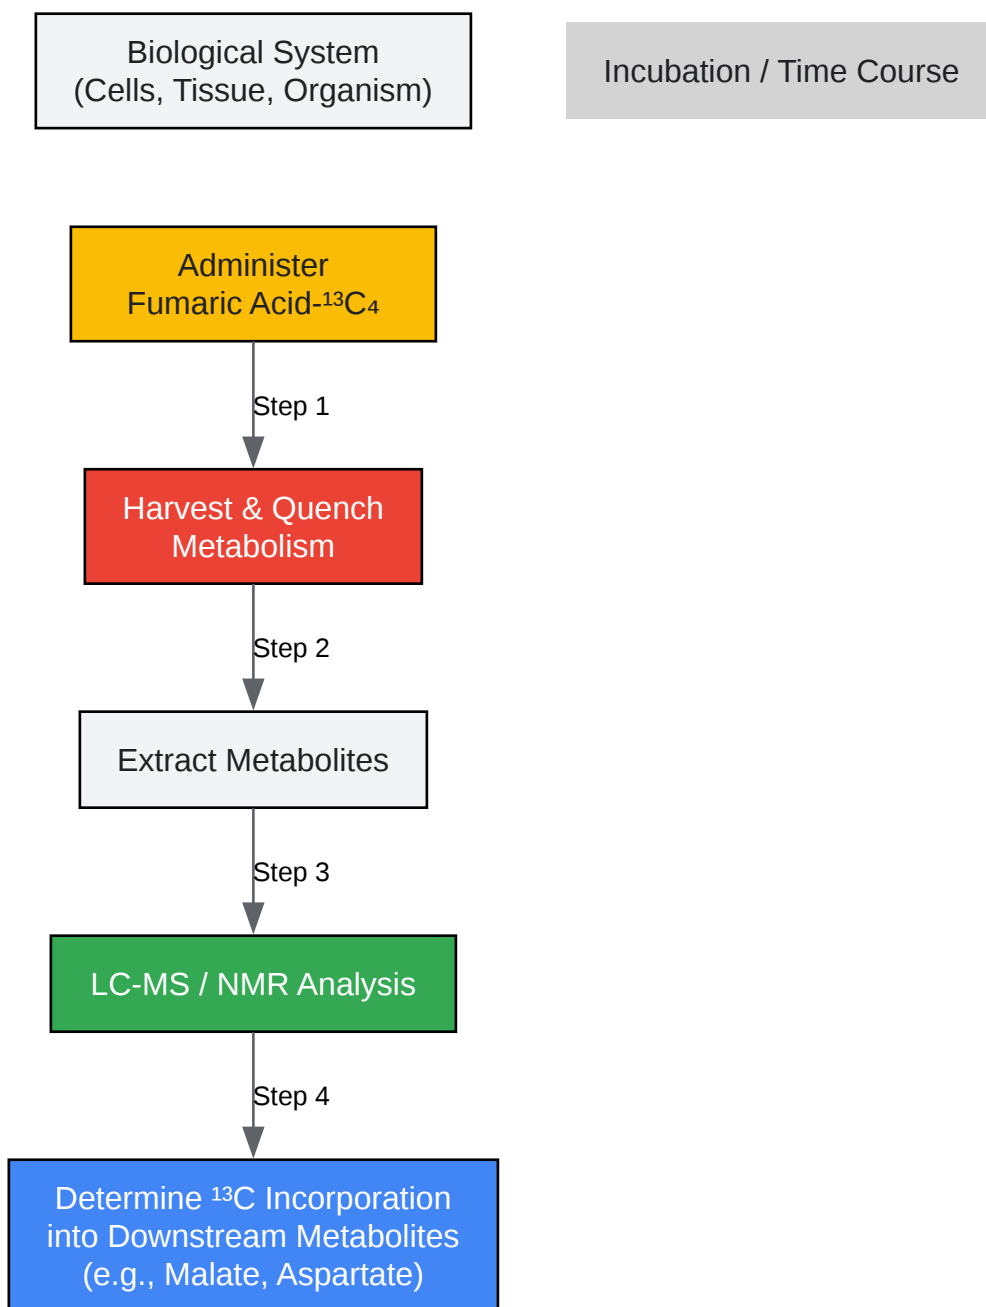 Biological System
(Cells, Tissue, Organism)
Incubation / Time Course
Administer
Fumaric Acid-¹³C₄
Step 1
Harvest & Quench
Metabolism
Step 2
Extract Metabolites
Step 3
LC-MS / NMR Analysis
Step 4
Determine ¹³C Incorporation
into Downstream Metabolites
(e.g., Malate, Aspartate)